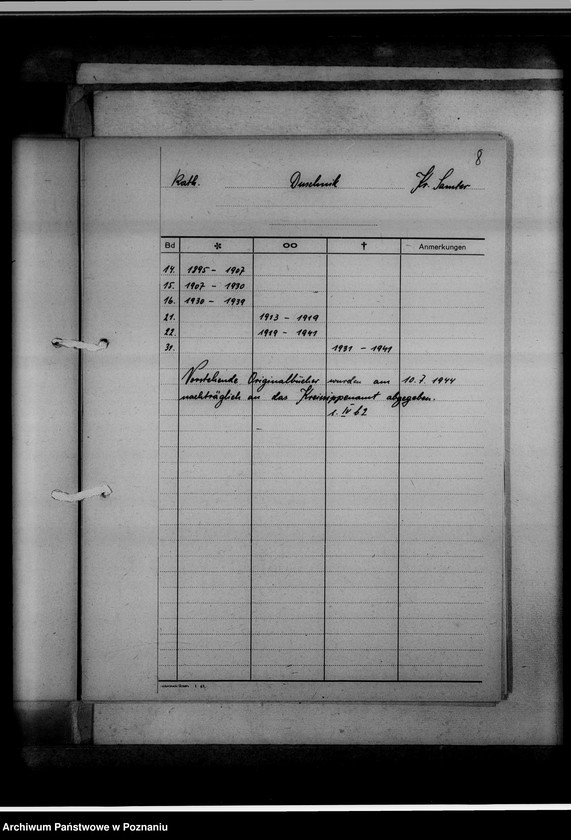 8
Kath. Duschnik Kr. Samter
Bd * ∞ † Anmerkungen
14. 1895 - 1907
15. 1907 - 1930
16. 1930 - 1939
21. 1913 - 1919
22. 1919 - 1941
31. 1931 - 1941
Vorstehende Originalbücher wurden am 10.7.1944
nachträglich an das Kreissippenamt abgegeben.
s. IV b2
Archiwum Państwowe w Poznaniu